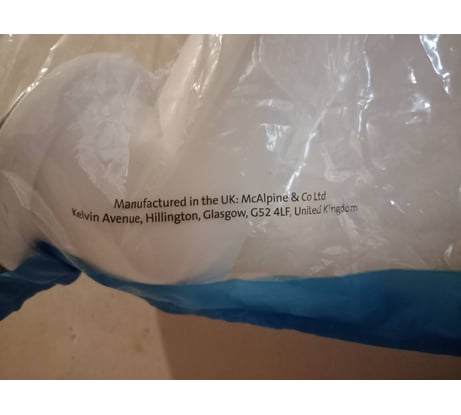 Manufactured in the UK: McAlpine & Co Ltd
Kelvin Avenue, Hillington, Glasgow, G52 4LF, United Kingdom